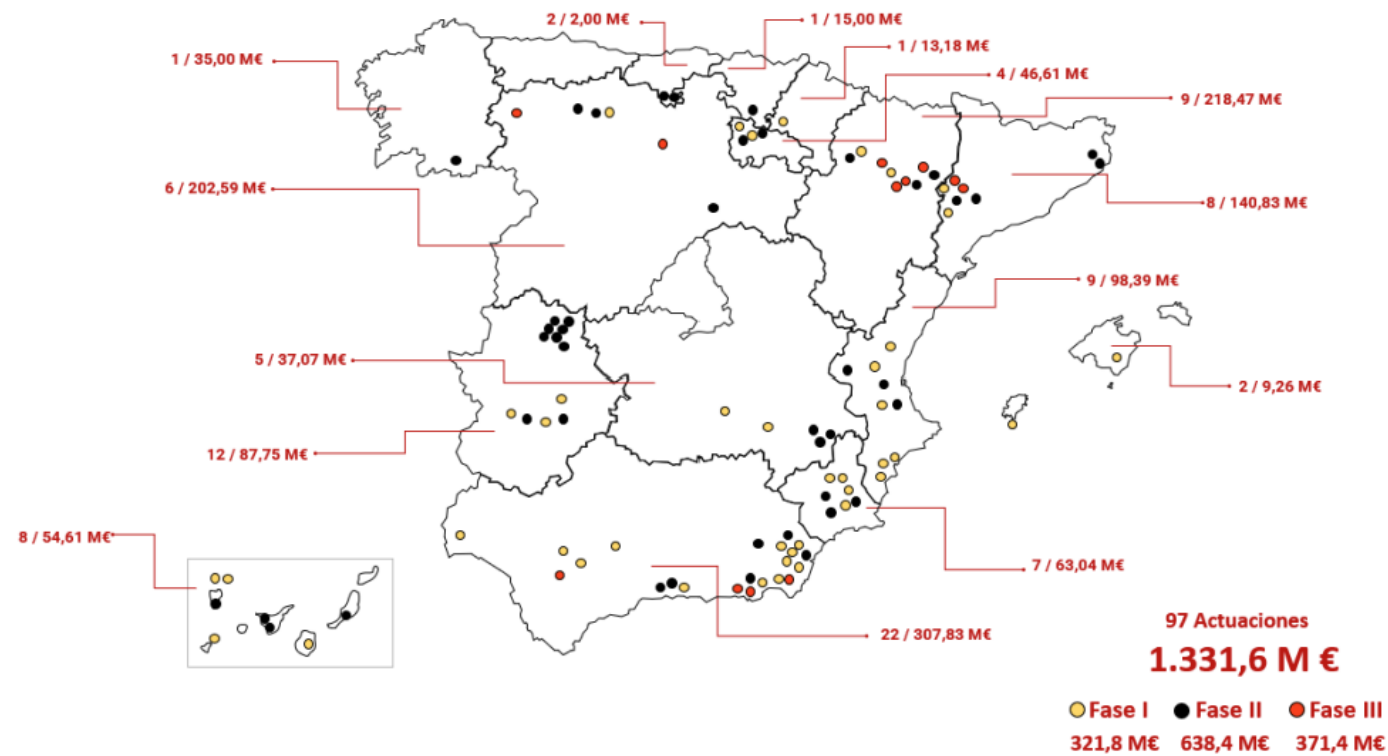 2 / 2,00 M€
1 / 15,00 M€
1 / 13,18 M€
1 / 35,00 M€
4 / 46,61 M€
9 / 218,47 M€
6 / 202,59 M€
8 / 140,83 M€
9 / 98,39 M€
5 / 37,07 M€
2 / 9,26 M€
12 / 87,75 M€
8 / 54,61 M€
7 / 63,04 M€
22 / 307,83 M€
97 Actuaciones
1.331,6 M €
Fase I Fase II Fase III
321,8 M€ 638,4 M€ 371,4 M€